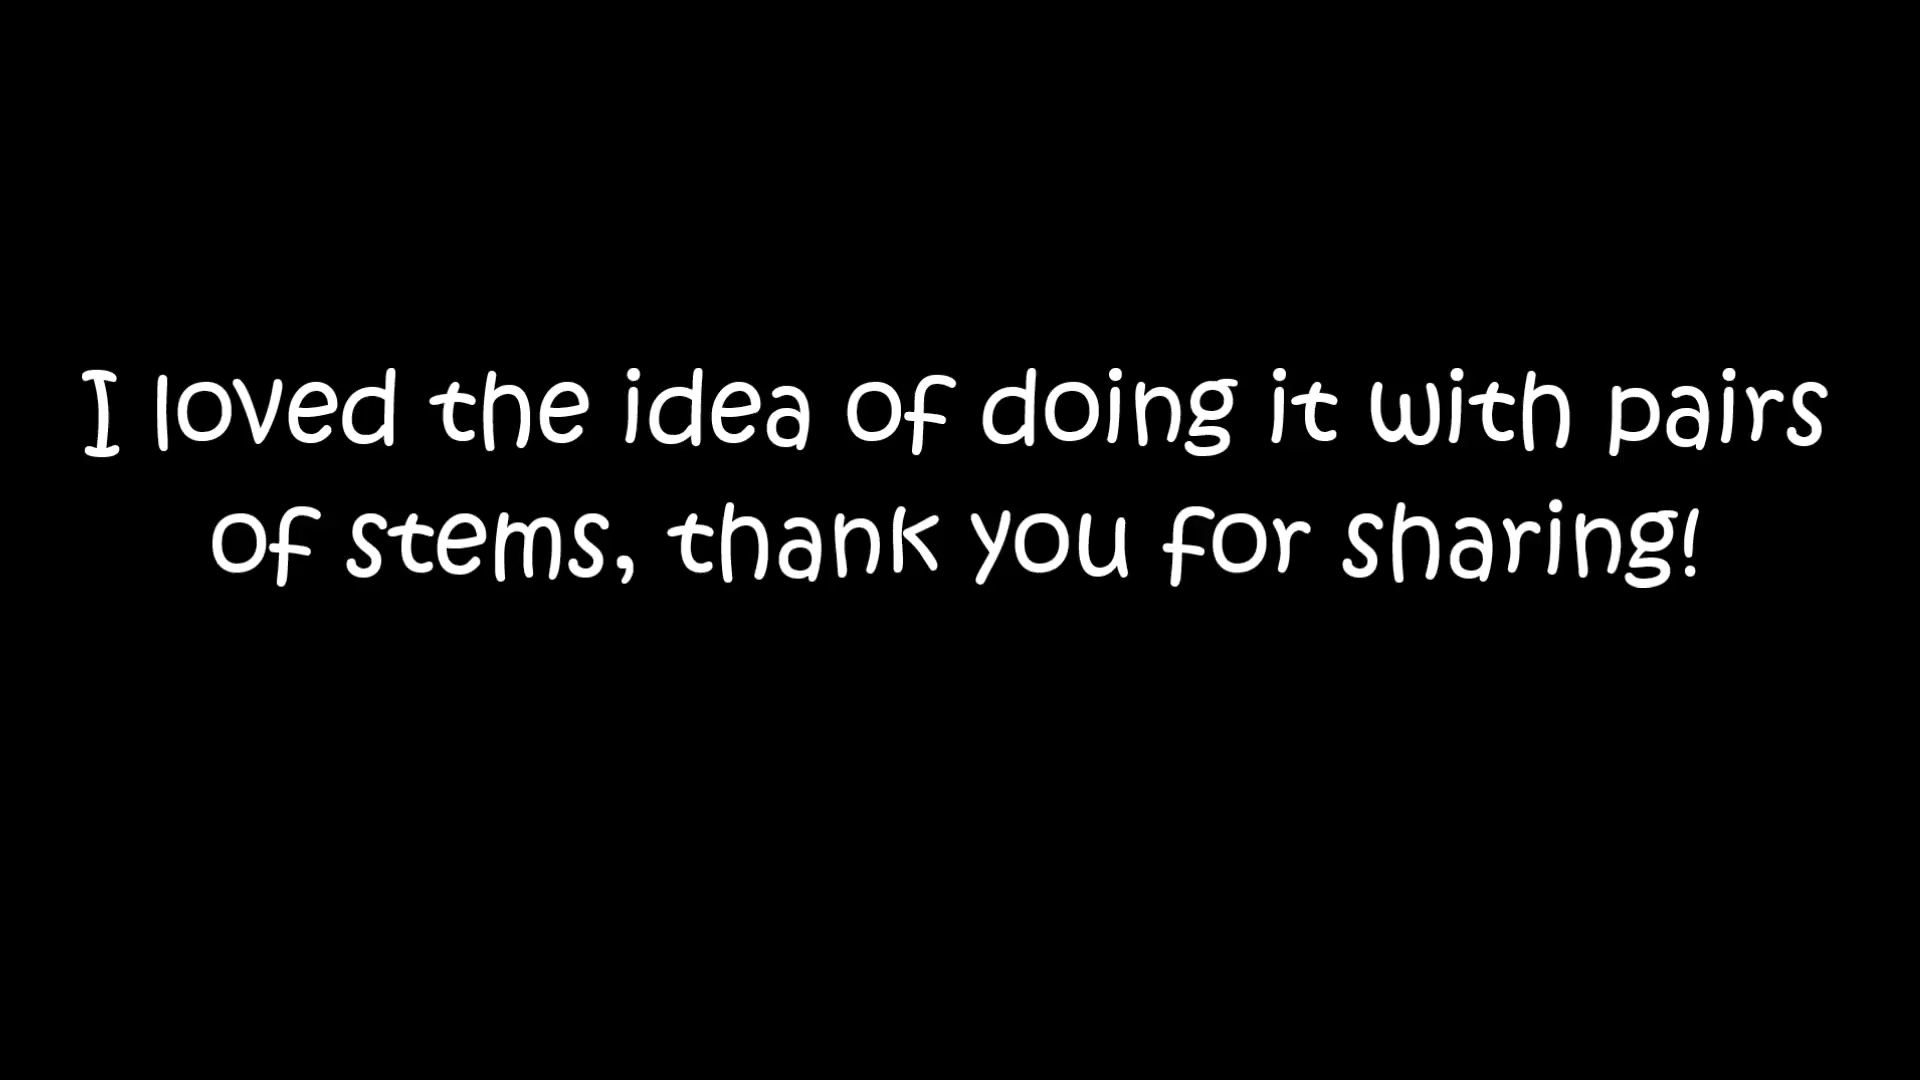 I loved the idea of doing it with pairs
of stems, thank you for sharing!